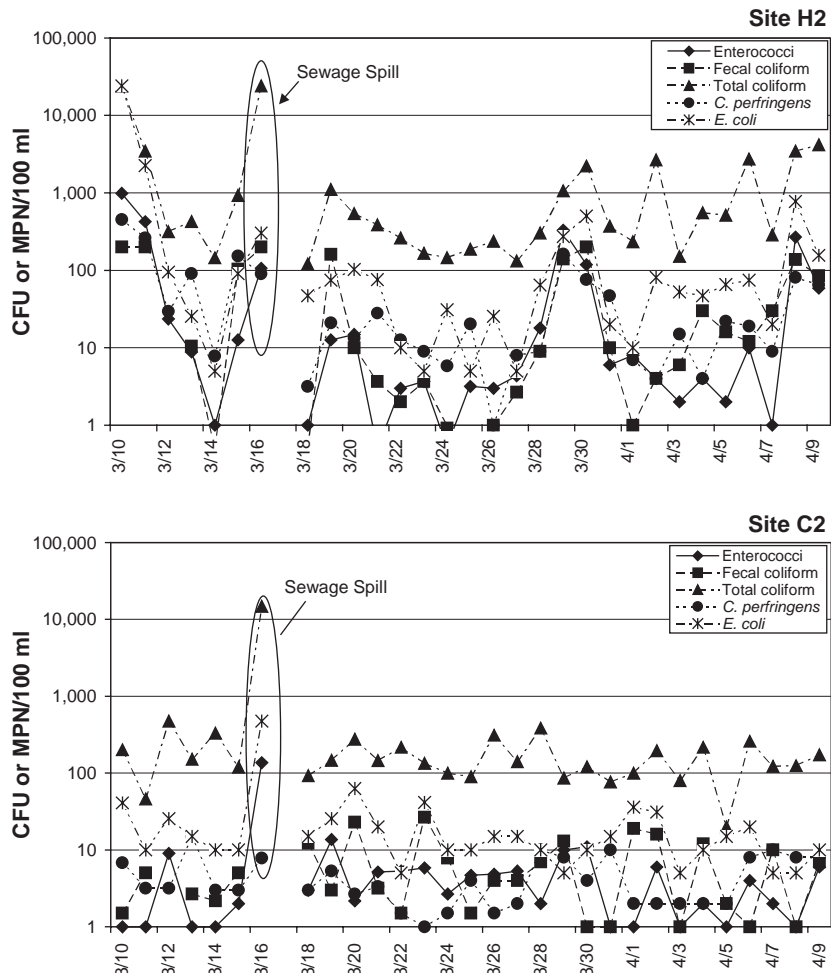 Site H2
100,000
10,000
1,000
100
10
1
CFU or MPN/100 ml
Sewage Spill
Enterococci
Fecal coliform
Total coliform
C. perfringens
E. coli
3/10
3/12
3/14
3/16
3/18
3/20
3/22
3/24
3/26
3/28
3/30
4/1
4/3
4/5
4/7
4/9
Site C2
100,000
10,000
1,000
100
10
1
CFU or MPN/100 ml
Sewage Spill
Enterococci
Fecal coliform
Total coliform
C. perfringens
E. coli
3/10
3/12
3/14
3/16
3/18
3/20
3/22
3/24
3/26
3/28
3/30
4/1
4/3
4/5
4/7
4/9